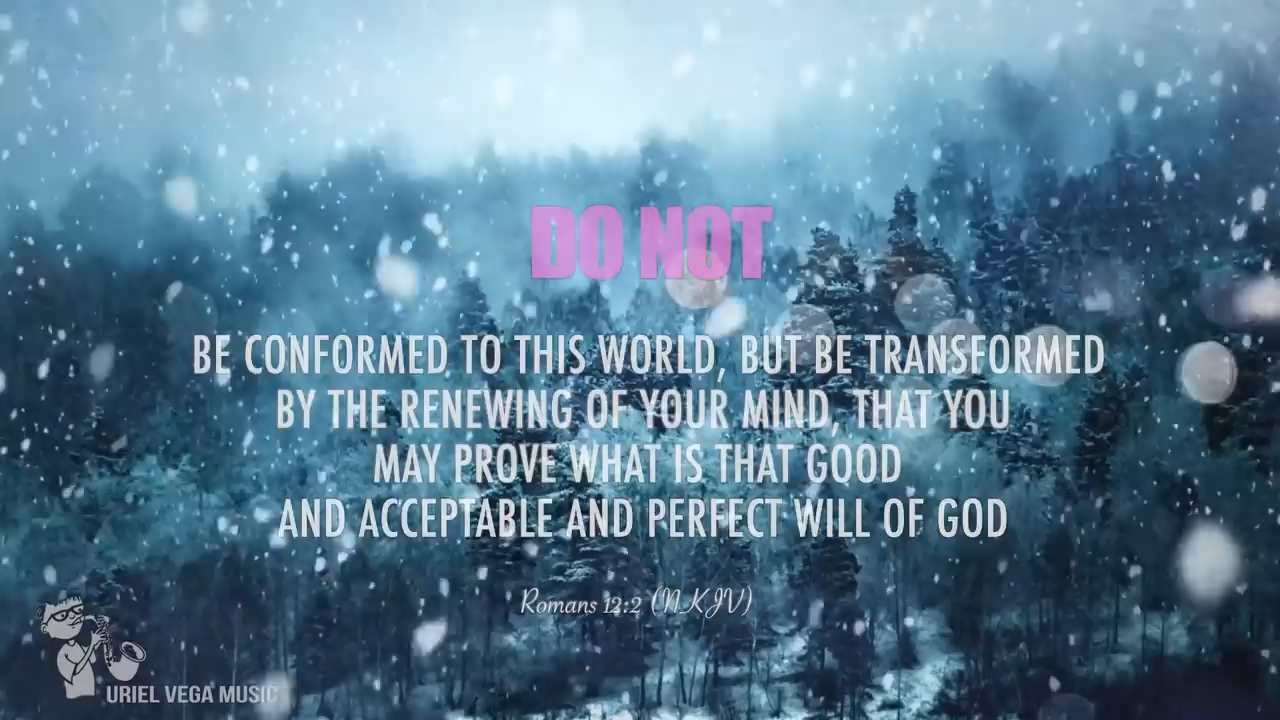 DO NOT
BE CONFORMED TO THIS WORLD, BUT BE TRANSFORMED
BY THE RENEWING OF YOUR MIND, THAT YOU
MAY PROVE WHAT IS THAT GOOD
AND ACCEPTABLE AND PERFECT WILL OF GOD
Romans 12:2 (NKJV)
URIEL VEGA MUSIC